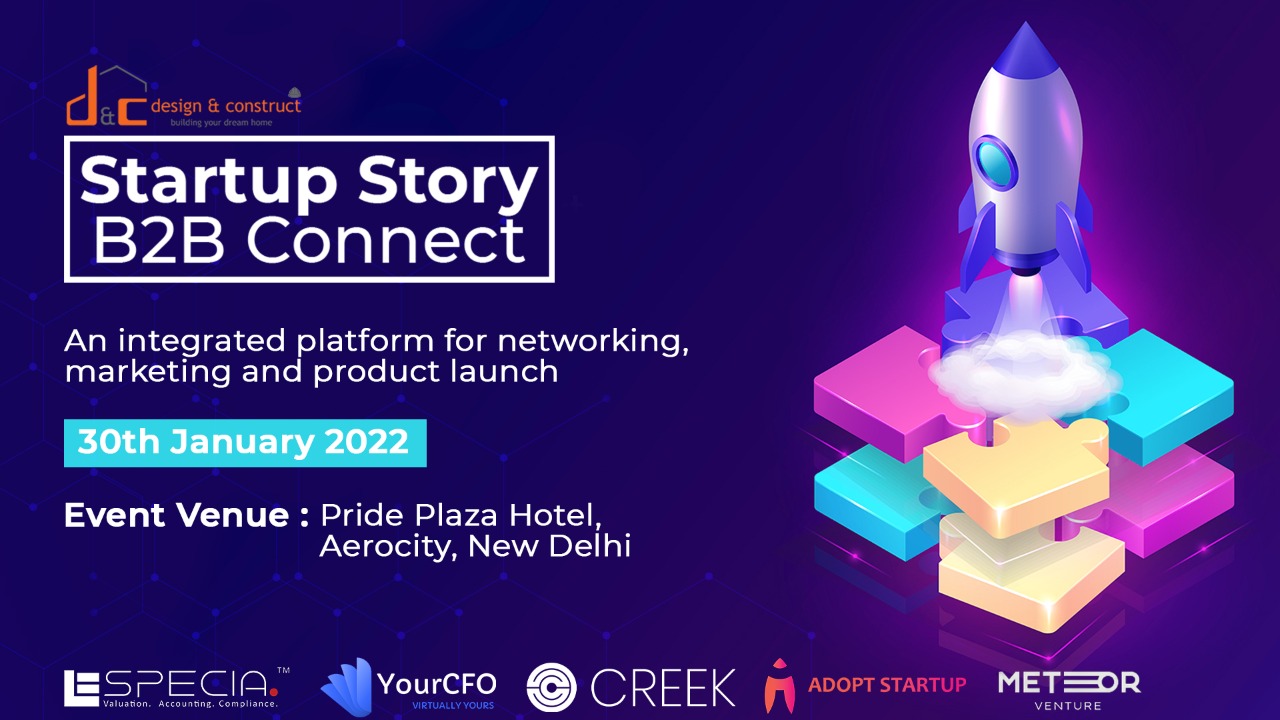 d&c design & construct
building your dream home
Startup Story
B2B Connect
An integrated platform for networking,
marketing and product launch
30th January 2022
Event Venue : Pride Plaza Hotel,
Aerocity, New Delhi
ESPECIA.™
Valuation. Accounting. Compliance.
YourCFO
VIRTUALLY YOURS
CREEK
ADOPT STARTUP
METEOR
VENTURE